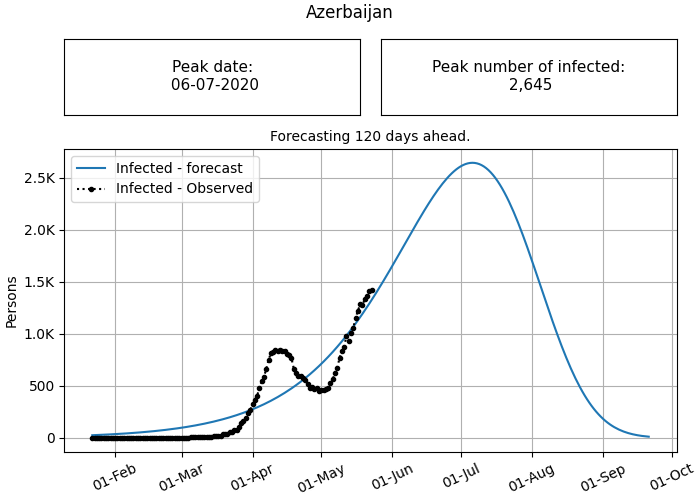 Azerbaijan
Peak date:
06-07-2020
Peak number of infected:
2,645
Forecasting 120 days ahead.
Infected - forecast
Infected - Observed
Persons
2.5K
2.0K
1.5K
1.0K
500
0
01-Feb
01-Mar
01-Apr
01-May
01-Jun
01-Jul
01-Aug
01-Sep
01-Oct